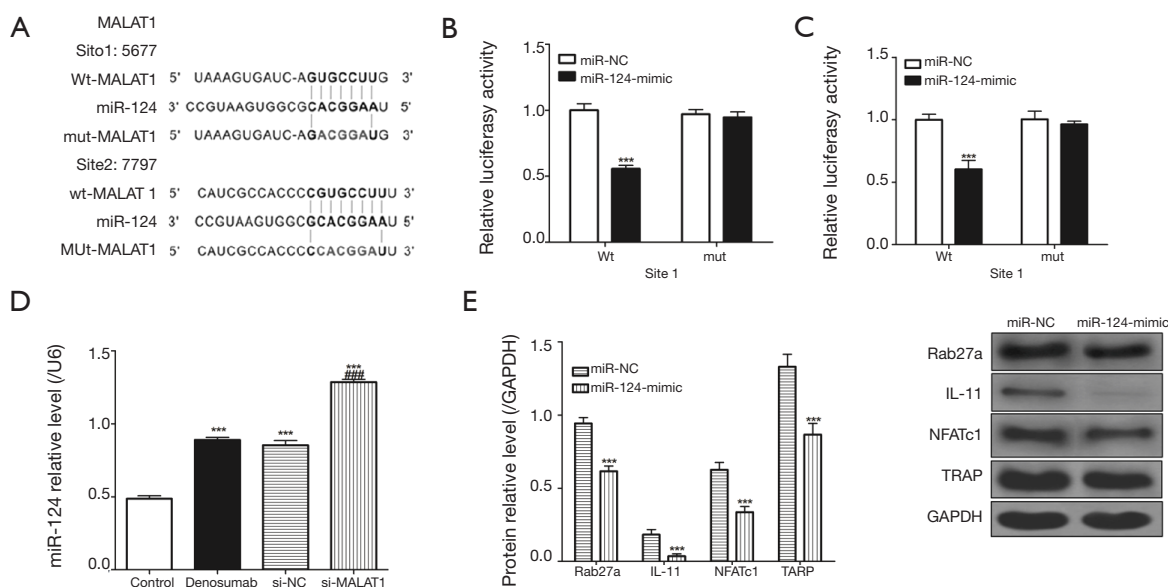 A
MALAT1
Sito1: 5677
Wt-MALAT1 5' UAAAGUGAUC-AGUGCCUUG 3'
miR-124 3' CCGUAAGUGGCGCACGGAAU 5'
mut-MALAT1 5' UAAAGUGAUC-AGACGGAUG 3'
Site2: 7797
wt-MALAT 1 5' CAUCGCCACCCCGUGCCUUU 3'
miR-124 3' CCGUAAGUGGCGCACGGAAU 5'
MUt-MALAT1 5' CAUCGCCACCCCCACGGAUU 3'
B
Relative luciferasy activity
1.5
1.0
0.5
0.0
miR-NC
miR-124-mimic
***
Wt mut
Site 1
C
Relative luciferasy activity
1.5
1.0
0.5
0.0
miR-NC
miR-124-mimic
***
Wt mut
Site 1
D
miR-124 relative level (/U6)
1.5
1.0
0.5
0.0
***
***
***
###
Control Denosumab si-NC si-MALAT1
E
Protein relative level (/GAPDH)
1.5
1.0
0.5
0.0
miR-NC
miR-124-mimic
***
***
***
***
Rab27a IL-11 NFATc1 TARP
miR-NC miR-124-mimic
Rab27a
IL-11
NFATc1
TRAP
GAPDH